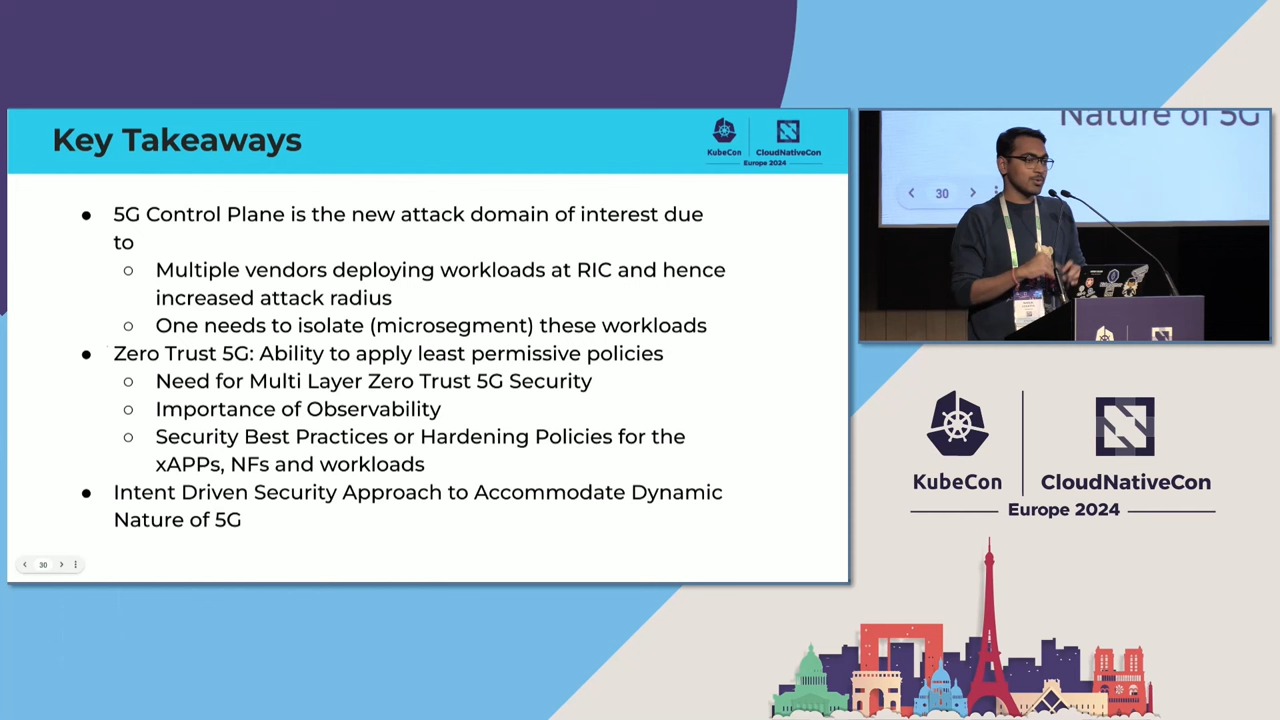 Key Takeaways
KubeCon
CloudNativeCon
Europe 2024
● 5G Control Plane is the new attack domain of interest due
to
○ Multiple vendors deploying workloads at RIC and hence
increased attack radius
○ One needs to isolate (microsegment) these workloads
● Zero Trust 5G: Ability to apply least permissive policies
○ Need for Multi Layer Zero Trust 5G Security
○ Importance of Observability
○ Security Best Practices or Hardening Policies for the
xAPPs, NFs and workloads
● Intent Driven Security Approach to Accommodate Dynamic
Nature of 5G
30
Nature of 5G
30
KubeCon
CloudNativeCon
Europe 2024